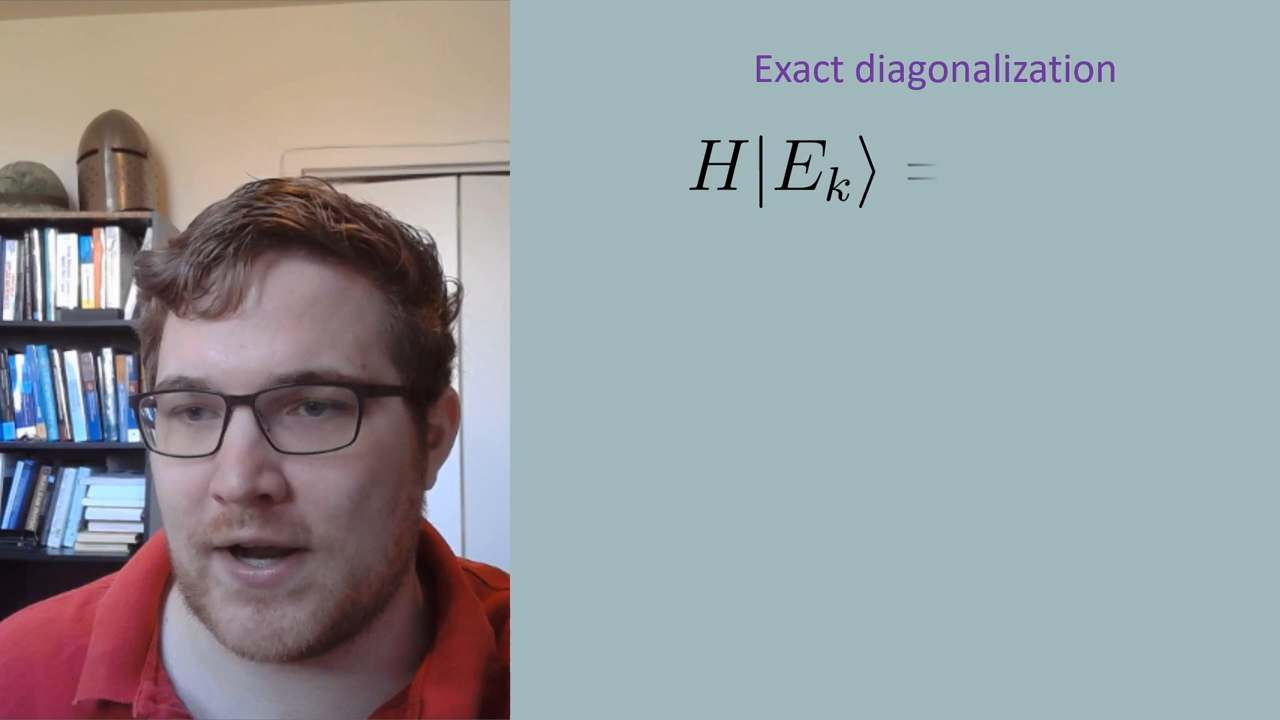 Exact diagonalization
H|E_k⟩ =